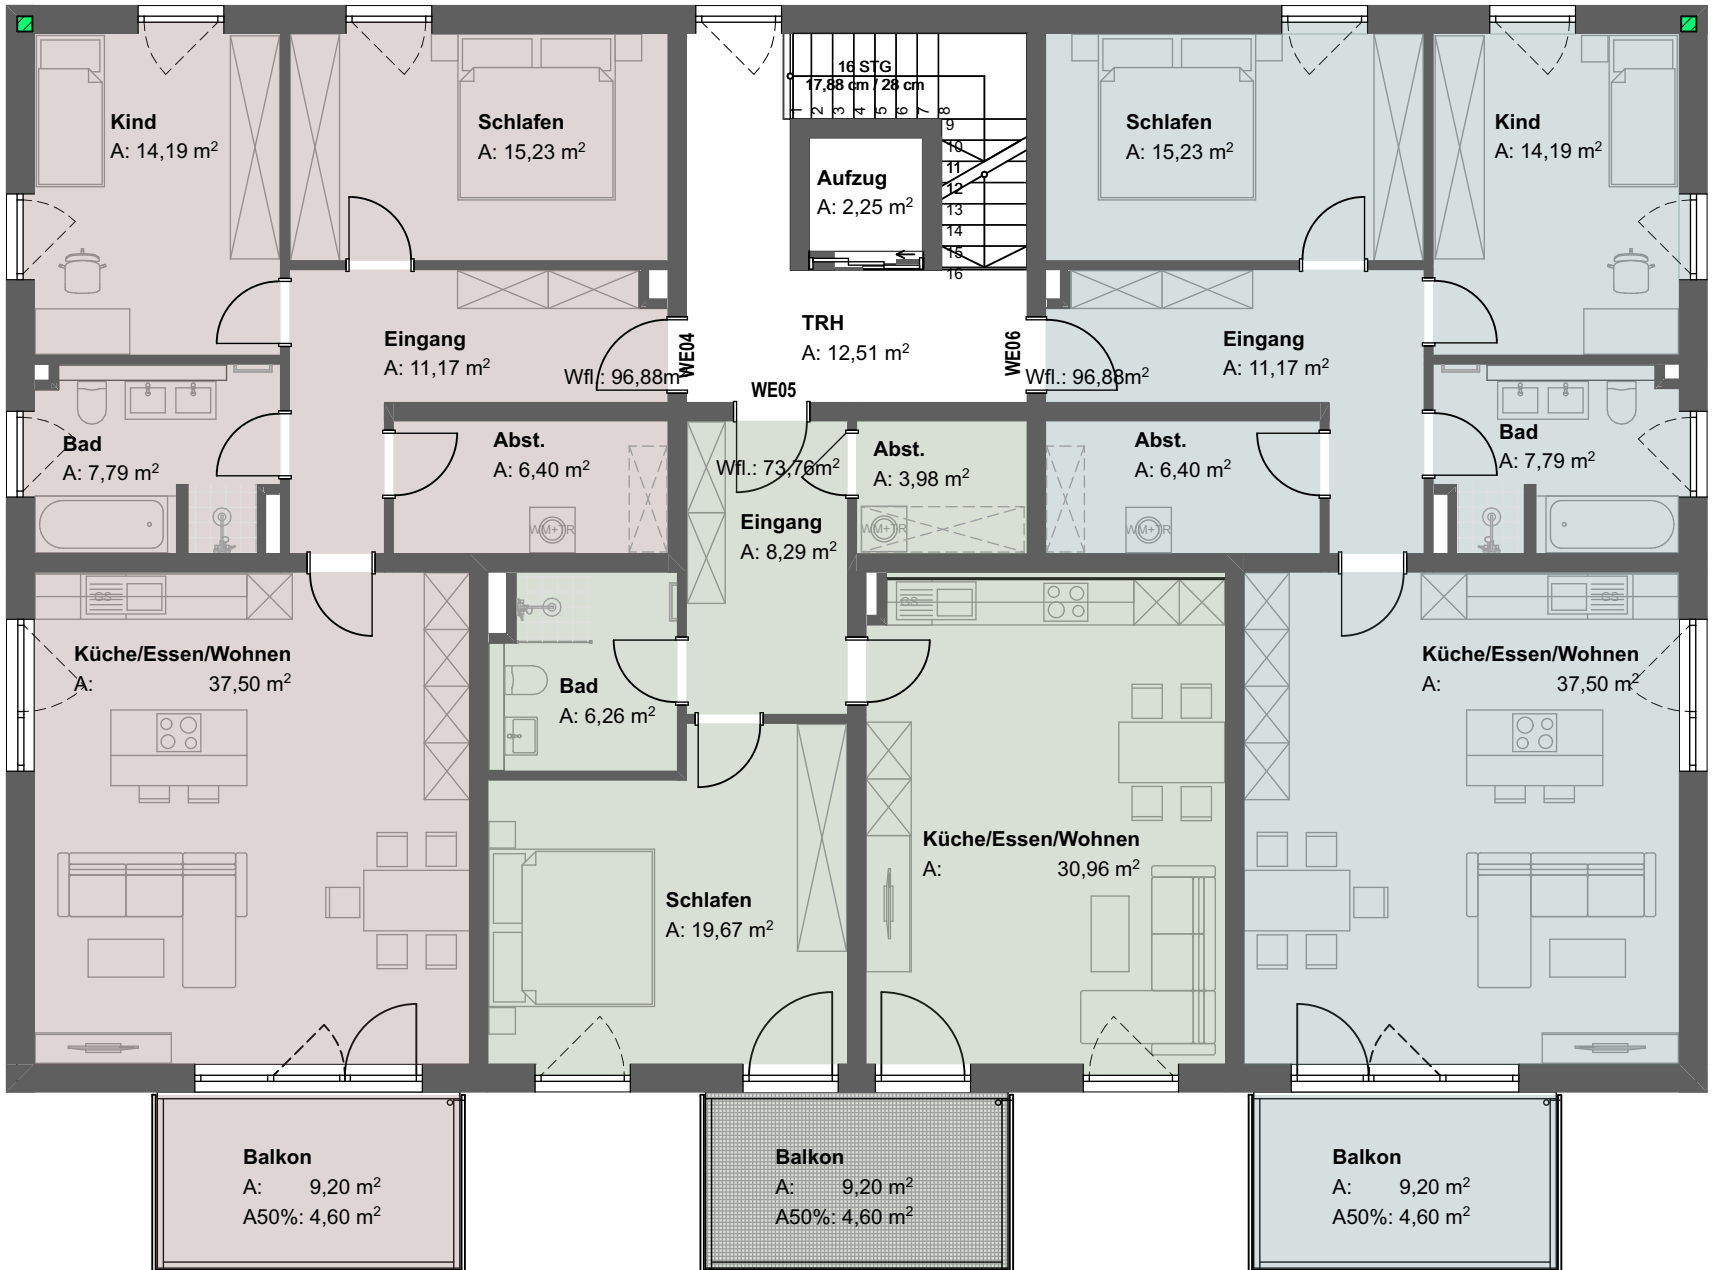 16 STG
17,88 cm / 28 cm
1 2 3 4 5 6 7 8
9
10
11
12
13
14
15
16
Kind
A: 14,19 m²
Schlafen
A: 15,23 m²
Aufzug
A: 2,25 m²
Schlafen
A: 15,23 m²
Kind
A: 14,19 m²
Eingang
A: 11,17 m²
Wfl.: 96,88m²
WE04
TRH
A: 12,51 m²
WE05
WE06
Wfl.: 96,88m²
Eingang
A: 11,17 m²
Bad
A: 7,79 m²
Abst.
A: 6,40 m²
WM+TR
Wfl.: 73,76m²
Eingang
A: 8,29 m²
Abst.
A: 3,98 m²
WM+TR
Abst.
A: 6,40 m²
WM+TR
Bad
A: 7,79 m²
GS
Küche/Essen/Wohnen
A: 37,50 m²
Bad
A: 6,26 m²
GS
Küche/Essen/Wohnen
A: 30,96 m²
GS
Küche/Essen/Wohnen
A: 37,50 m²
Schlafen
A: 19,67 m²
Balkon
A: 9,20 m²
A50%: 4,60 m²
Balkon
A: 9,20 m²
A50%: 4,60 m²
Balkon
A: 9,20 m²
A50%: 4,60 m²